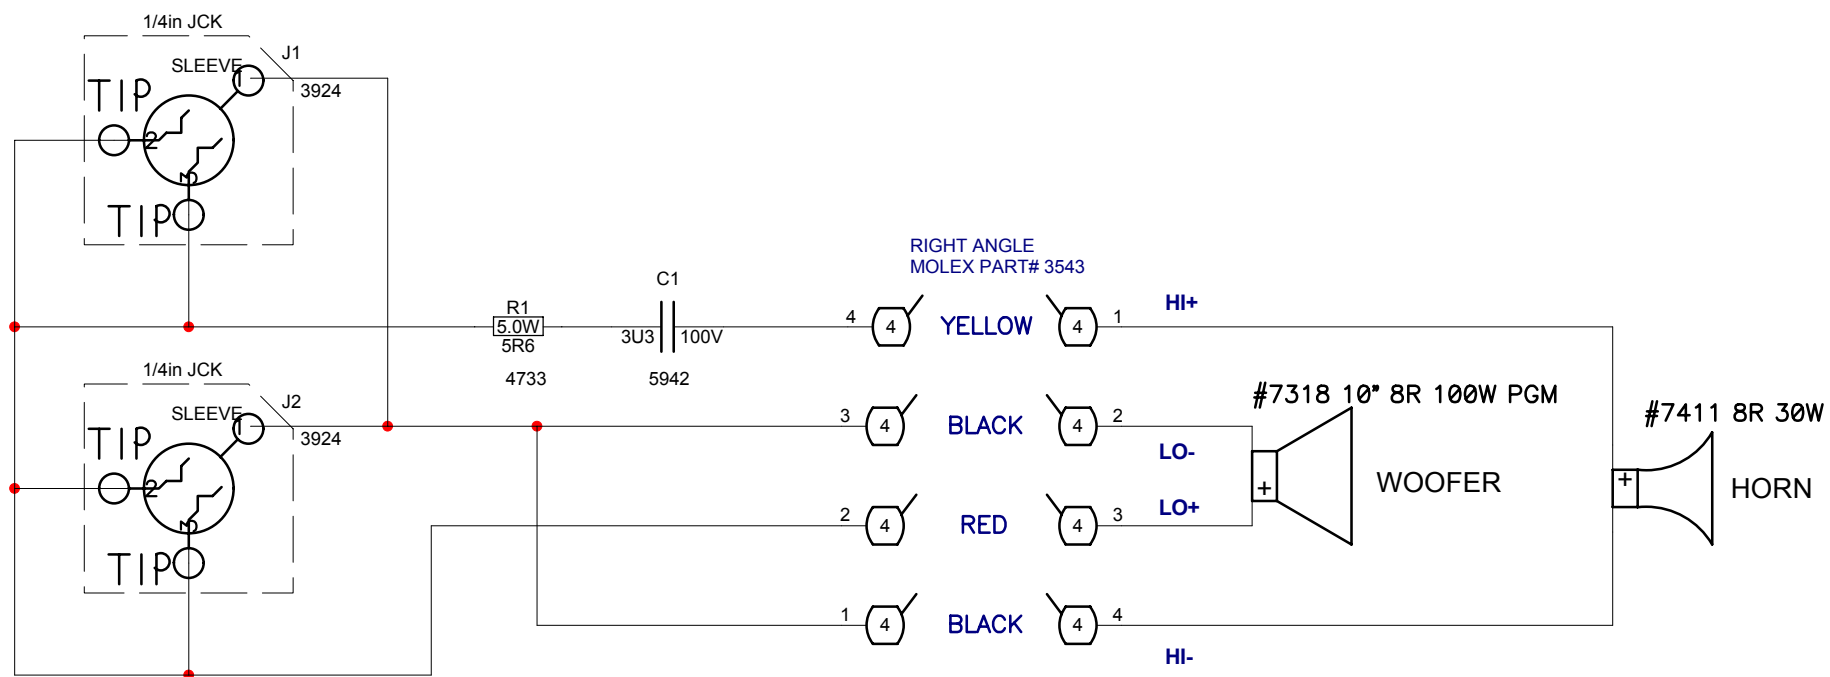 1/4in JCK
J1
SLEEVE
1
3924
TIP
2
3
TIP
RIGHT ANGLE
MOLEX PART# 3543
C1
R1
5.0W
5R6
4733
3U3
100V
5942
4
4
YELLOW
4
1
HI+
1/4in JCK
J2
SLEEVE
1
3924
TIP
2
3
TIP
3
4
BLACK
4
2
LO-
#7318 10" 8R 100W PGM
#7411 8R 30W
+
WOOFER
+
HORN
2
4
RED
4
3
LO+
1
4
BLACK
4
4
HI-